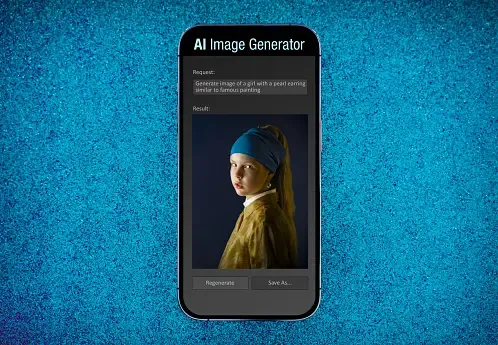 AI Image Generator
Request:
Generate image of a girl with a pearl earring
similar to famous painting
Result:
Regenerate
Save As...